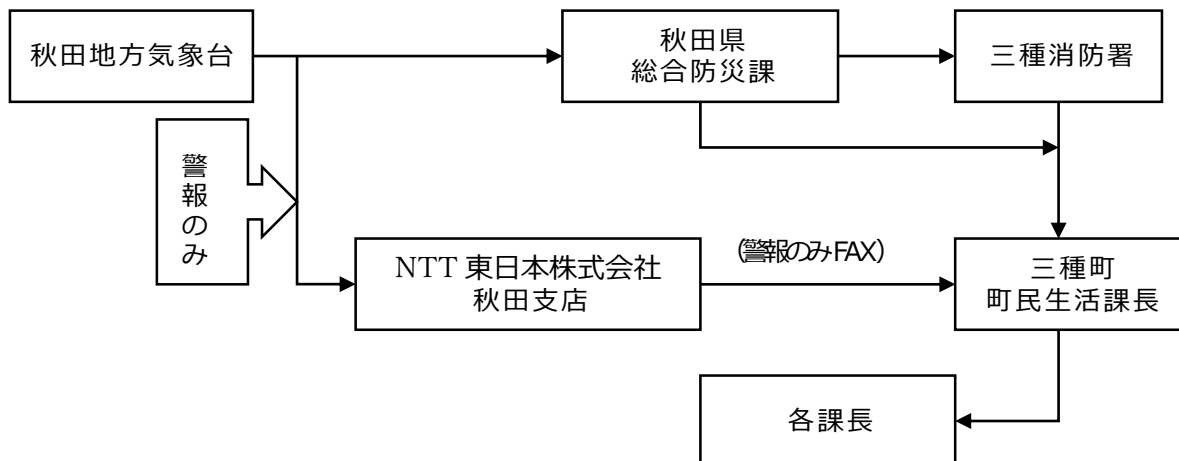 秋田地方気象台
秋田県
総合防災課
三種消防署
警報のみ
NTT 東日本株式会社
秋田支店
(警報のみFAX)
三種町
町民生活課長
各課長